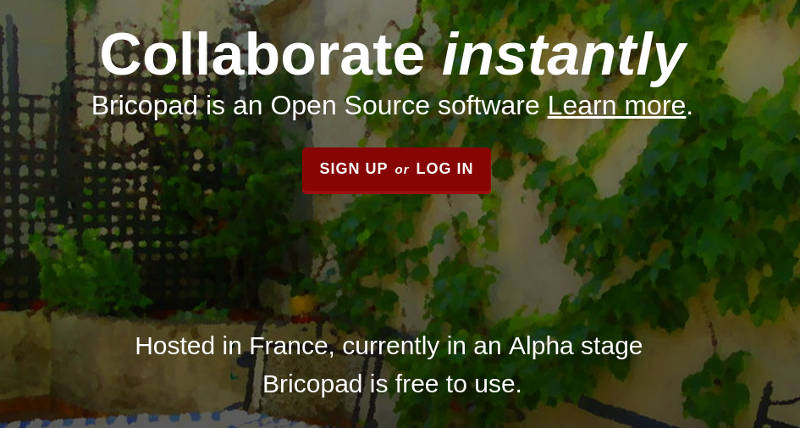 Collaborate instantly
Bricopad is an Open Source software Learn more.
SIGN UP or LOG IN
Hosted in France, currently in an Alpha stage
Bricopad is free to use.